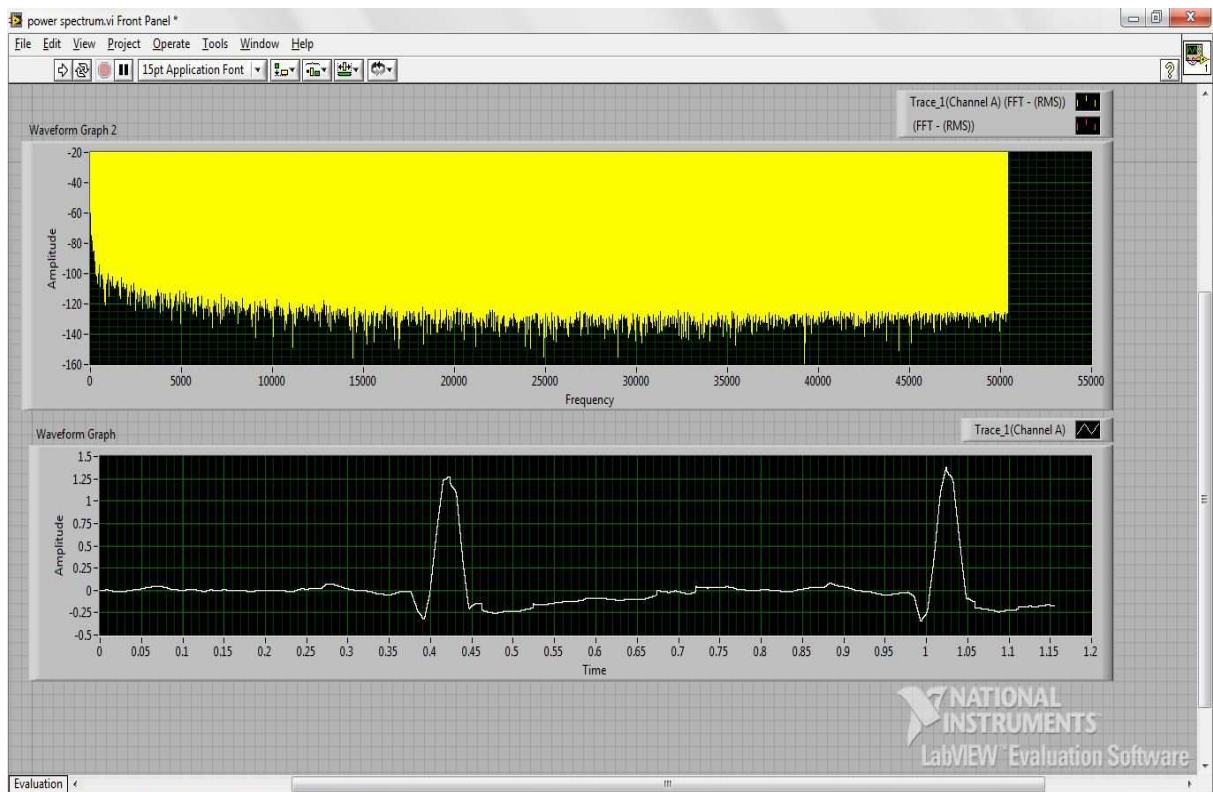 power spectrum.vi Front Panel *
File Edit View Project Operate Tools Window Help
15pt Application Font
1
Trace_1(Channel A) (FFT - (RMS))
(FFT - (RMS))
Waveform Graph 2
-20
-40
-60
-80
-100
-120
-140
-160
Amplitude
0 5000 10000 15000 20000 25000 30000 35000 40000 45000 50000 55000
Frequency
Waveform Graph
Trace_1(Channel A)
1.5
1.25
1
0.75
0.5
0.25
0
-0.25
-0.5
Amplitude
0 0.05 0.1 0.15 0.2 0.25 0.3 0.35 0.4 0.45 0.5 0.55 0.6 0.65 0.7 0.75 0.8 0.85 0.9 0.95 1 1.05 1.1 1.15 1.2
Time
NATIONAL
INSTRUMENTS
LabVIEW™ Evaluation Software
Evaluation